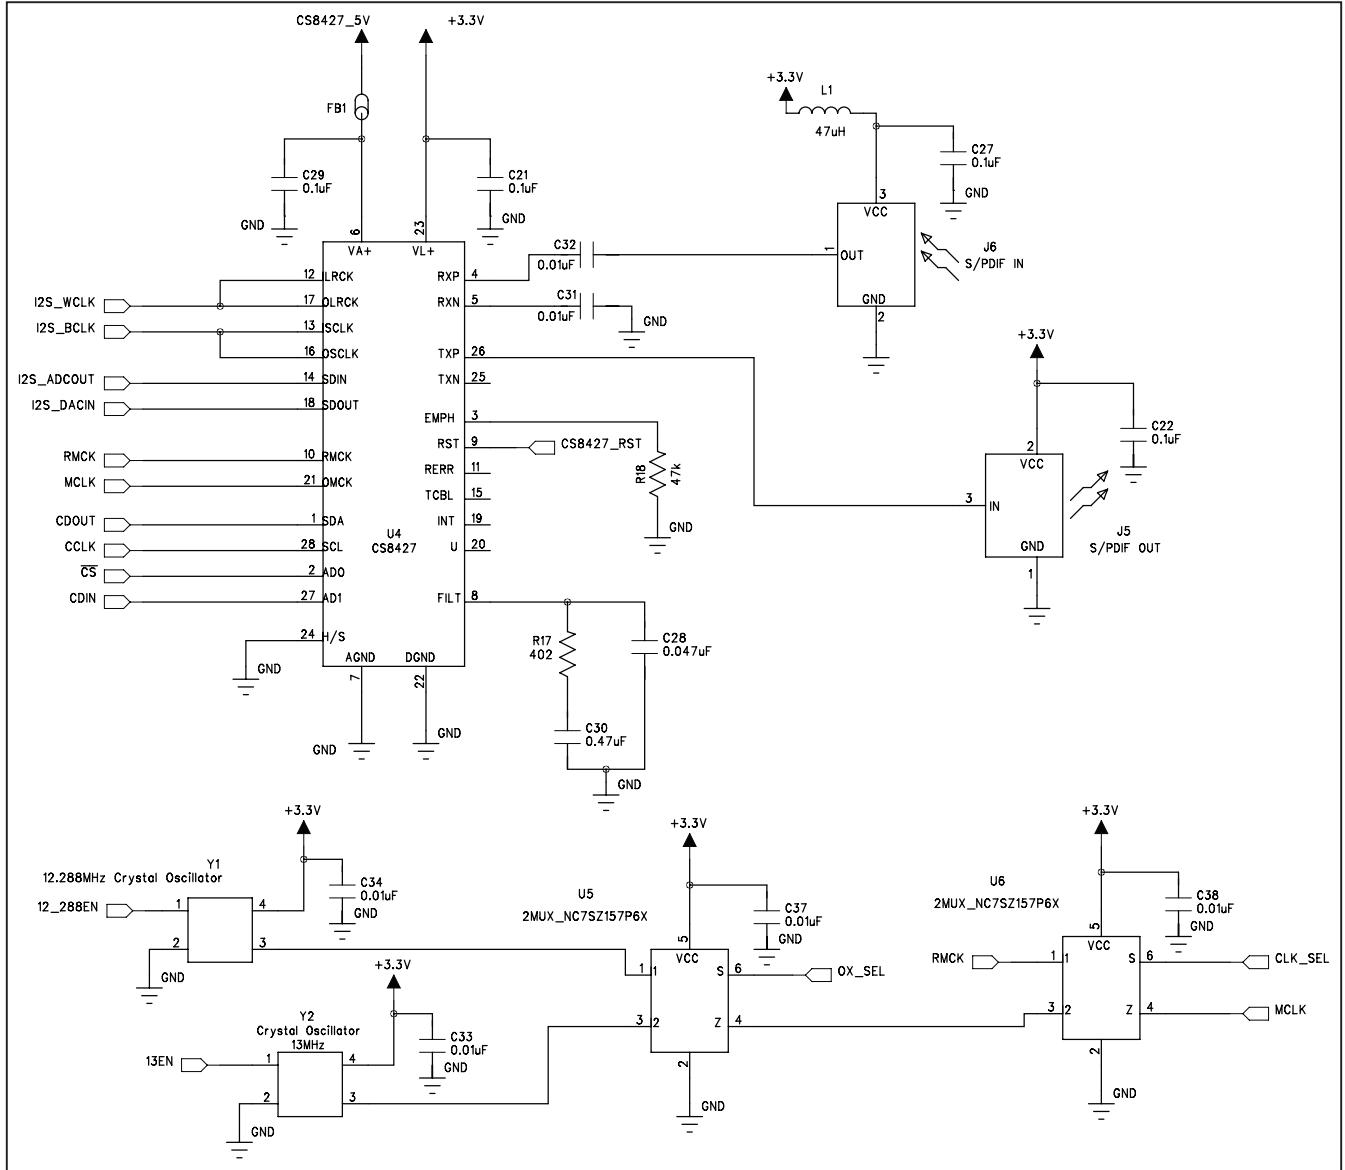 CS8427_5V
+3.3V
FB1
C29
0.1uF
GND
C21
0.1uF
GND
6
23
VA+
VL+
+3.3V
L1
47uH
C27
0.1uF
GND
3
VCC
1
OUT
GND
2
J6
S/PDIF IN
C32
0.01uF
C31
0.01uF
GND
I2S_WCLK
I2S_BCLK
I2S_ADCOUT
I2S_DACIN
RMCK
MCLK
CDOUT
CCLK
CS
CDIN
12 ILRCK
17 OLRCK
13 ISCLK
16 OSCLK
14 SDIN
18 SDOUT
10 RMCK
21 OMCK
1 SDA
28 SCL
2 AD0
27 AD1
24 H/S
GND
U4
CS8427
RXP 4
RXN 5
TXP 26
TXN 25
EMPH 3
RST 9
RERR 11
TCBL 15
INT 19
U 20
FILT 8
CS8427_RST
R18
47k
GND
AGND
DGND
7
22
GND
GND
R17
402
C28
0.047uF
C30
0.47uF
GND
+3.3V
C22
0.1uF
GND
2
VCC
3
IN
GND
1
J5
S/PDIF OUT
+3.3V
Y1
12.288MHz Crystal Oscillator
C34
0.01uF
GND
12_288EN
1
4
2
3
GND
+3.3V
Y2
Crystal Oscillator
13MHz
C33
0.01uF
GND
13EN
1
4
2
3
GND
+3.3V
U5
2MUX_NC7SZ157P6X
C37
0.01uF
GND
5
VCC
1 1
S 6
OX_SEL
3 2
Z 4
2
GND
+3.3V
U6
2MUX_NC7SZ157P6X
C38
0.01uF
GND
5
VCC
RMCK
1 1
S 6
CLK_SEL
3 2
Z 4
MCLK
2
GND